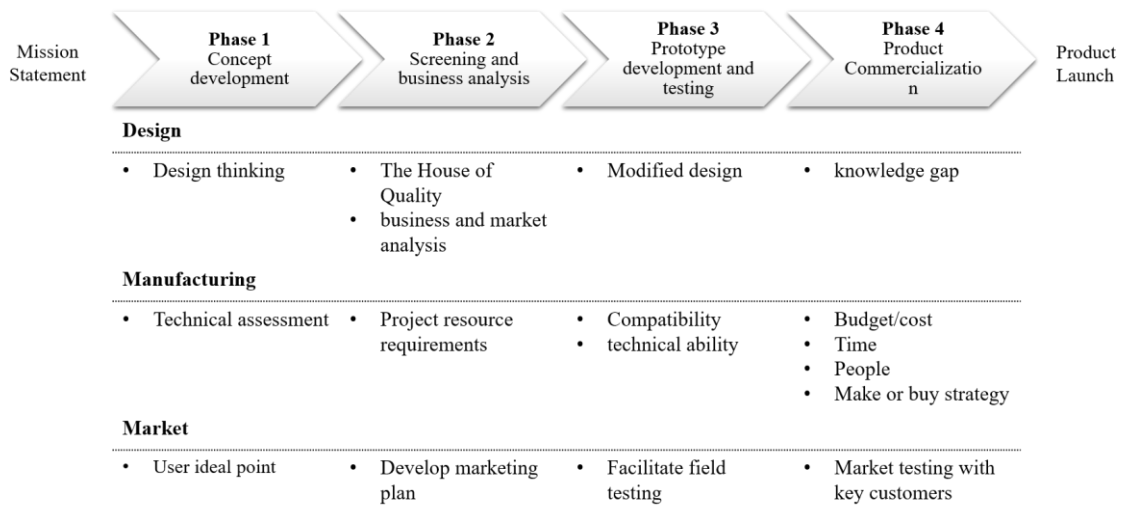 Mission
Statement
Phase 1
Concept
development
Phase 2
Screening and
business analysis
Phase 3
Prototype
development and
testing
Phase 4
Product
Commercializatio
n
Product
Launch
Design
• Design thinking
• The House of
Quality
• business and market
analysis
• Modified design
• knowledge gap
Manufacturing
• Technical assessment
• Project resource
requirements
• Compatibility
• technical ability
• Budget/cost
• Time
• People
• Make or buy strategy
Market
• User ideal point
• Develop marketing
plan
• Facilitate field
testing
• Market testing with
key customers